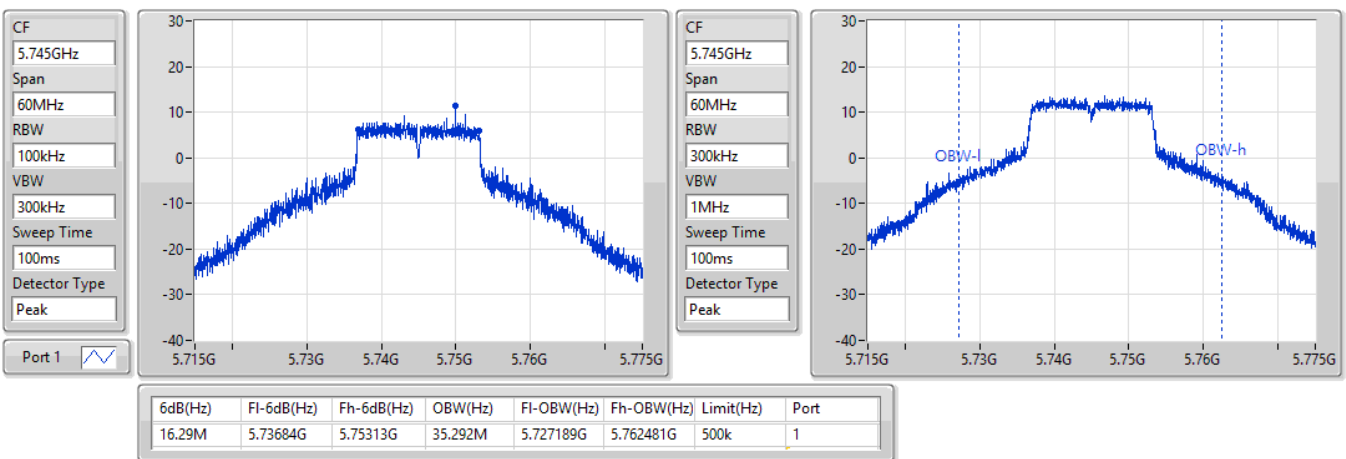 CF
5.745GHz
Span
60MHz
RBW
100kHz
VBW
300kHz
Sweep Time
100ms
Detector Type
Peak
Port 1
30
20
10
0
-10
-20
-30
-40
5.715G 5.73G 5.74G 5.75G 5.76G 5.775G
CF
5.745GHz
Span
60MHz
RBW
300kHz
VBW
1MHz
Sweep Time
100ms
Detector Type
Peak
30
20
10
0
-10
-20
-30
-40
OBW-l
OBW-h
5.715G 5.73G 5.74G 5.75G 5.76G 5.775G
6dB(Hz) Fl-6dB(Hz) Fh-6dB(Hz) OBW(Hz) Fl-OBW(Hz) Fh-OBW(Hz) Limit(Hz) Port
16.29M 5.73684G 5.75313G 35.292M 5.727189G 5.762481G 500k 1